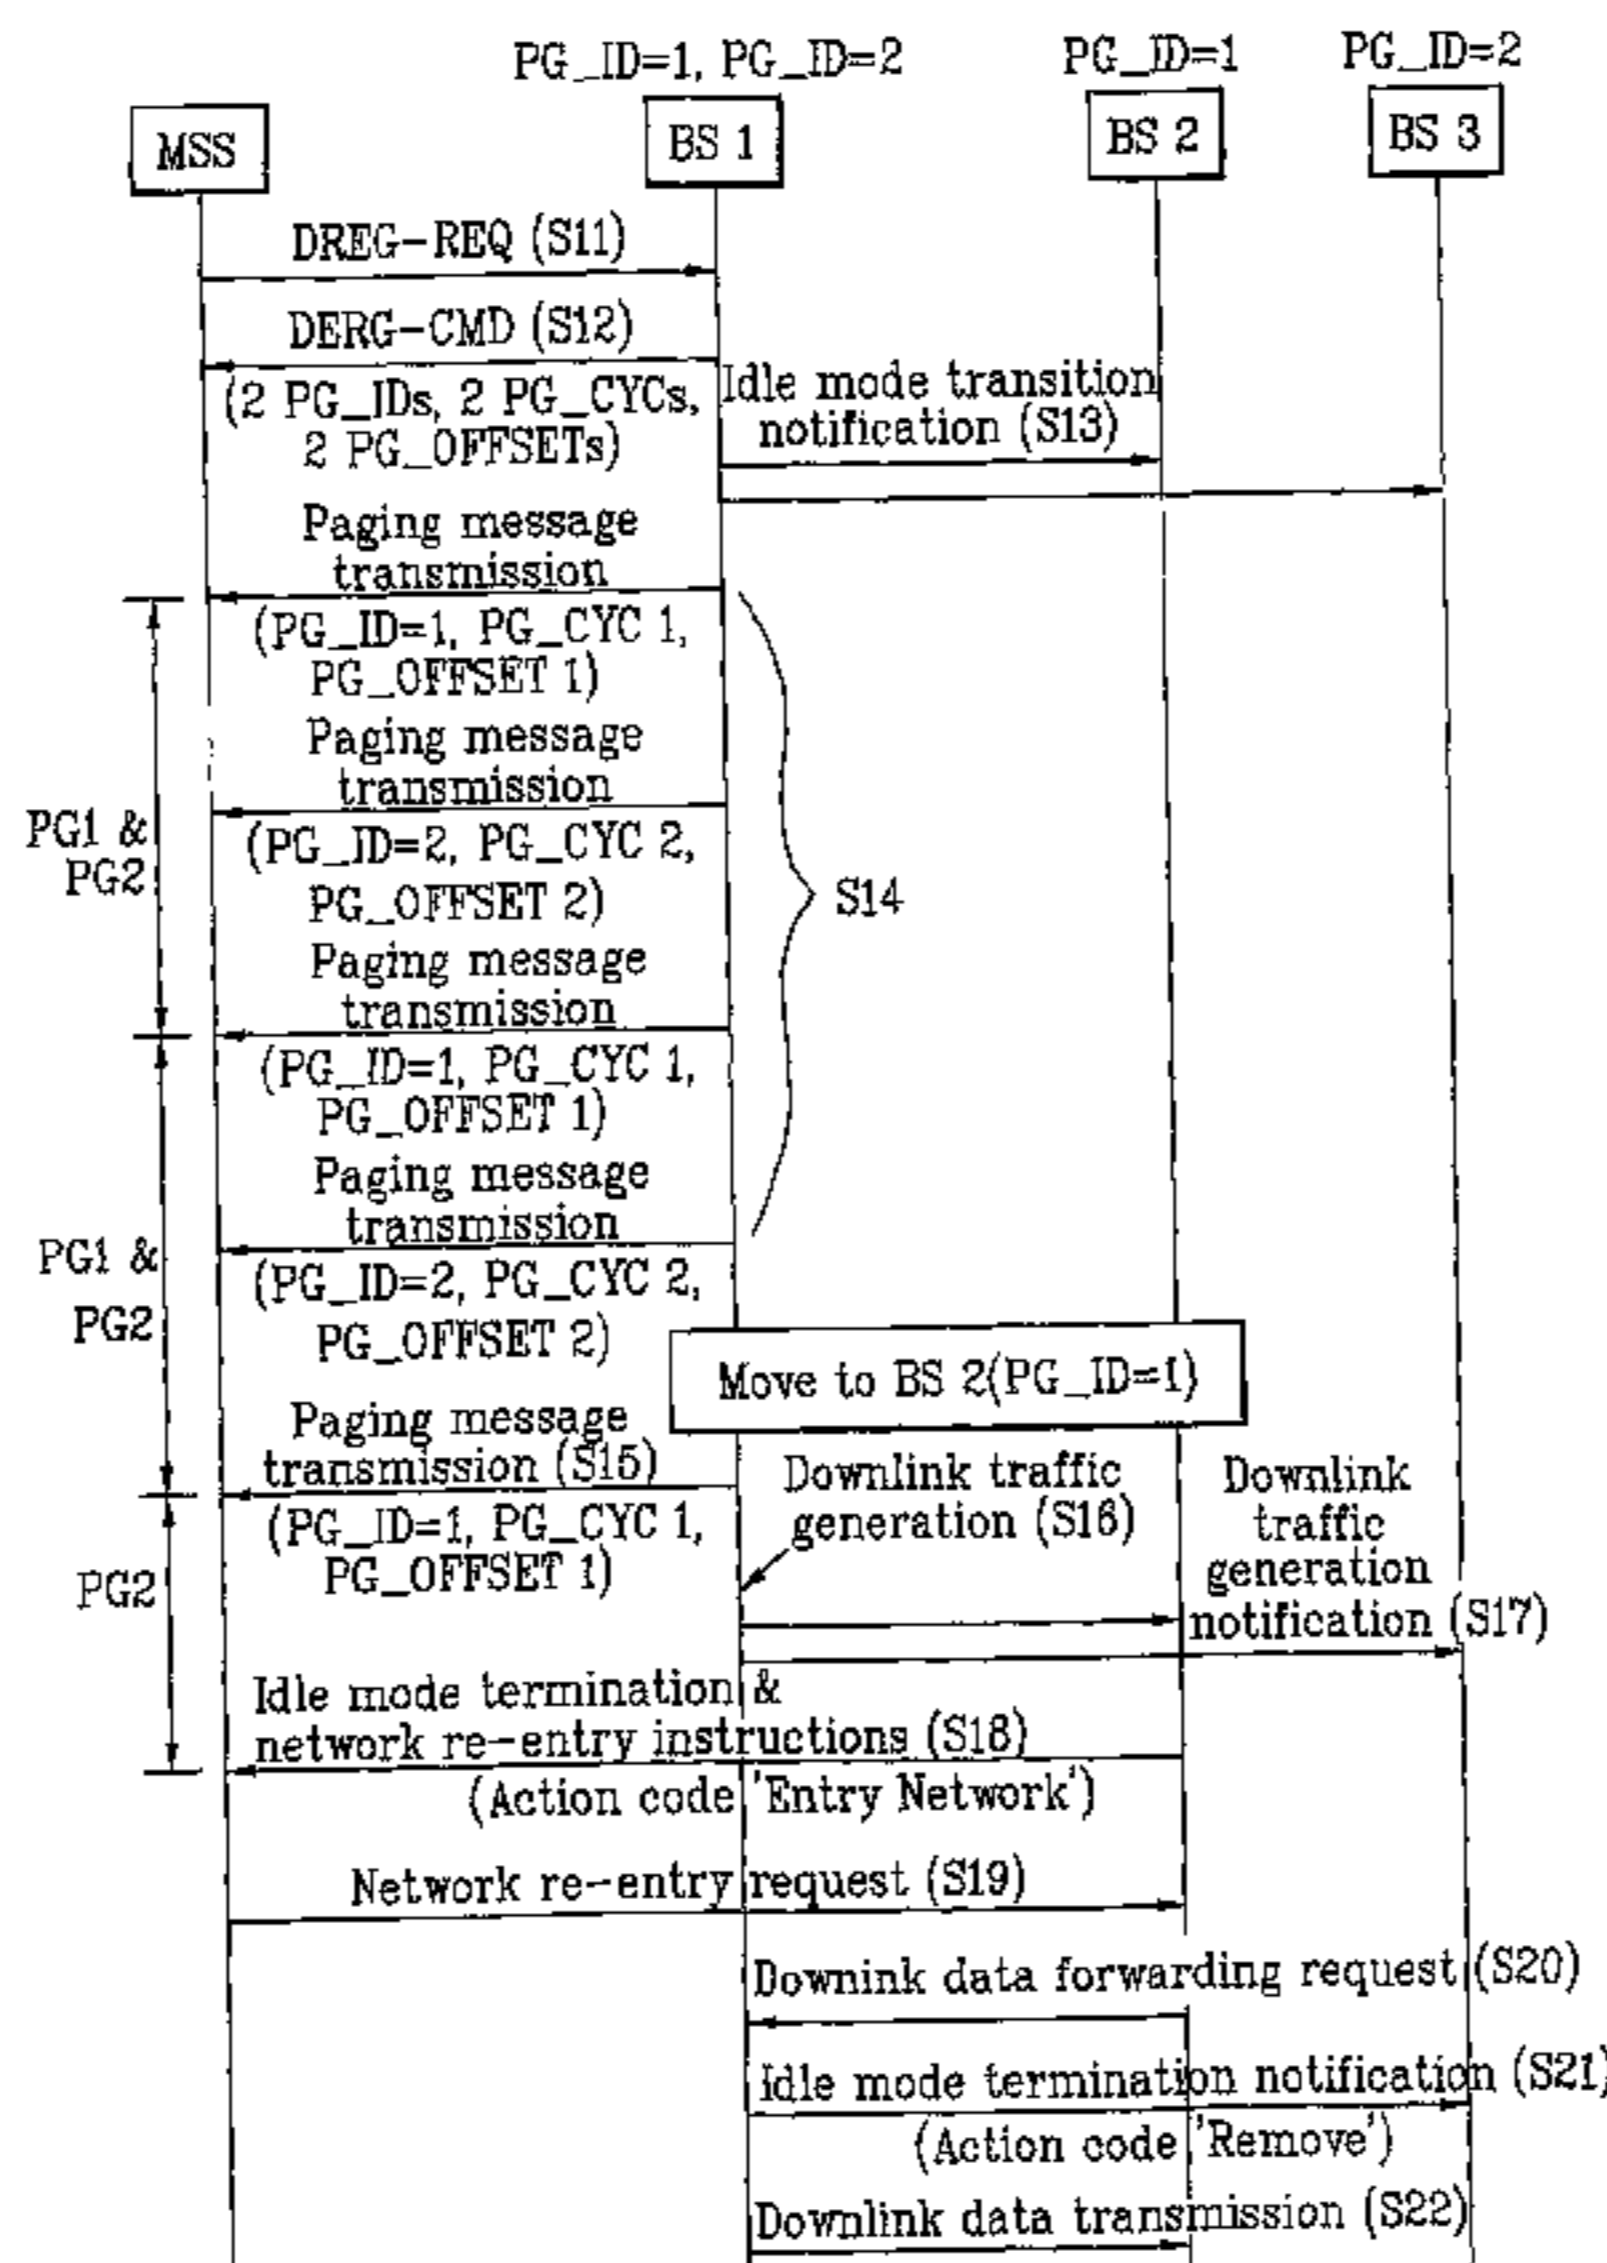 PG_ID=1, PG_ID=2
PG_ID=1
PG_ID=2
MSS
BS 1
BS 2
BS 3
DREG-REQ (S11)
DERG-CMD (S12)
(2 PG_IDs, 2 PG_CYCs,
2 PG_OFFSETs)
Idle mode transition
notification (S13)
Paging message
transmission
(PG_ID=1, PG_CYC 1,
PG_OFFSET 1)
Paging message
transmission
PG1 &
PG2
(PG_ID=2, PG_CYC 2,
PG_OFFSET 2)
S14
Paging message
transmission
(PG_ID=1, PG_CYC 1,
PG_OFFSET 1)
Paging message
transmission
PG1 &
PG2
(PG_ID=2, PG_CYC 2,
PG_OFFSET 2)
Move to BS 2(PG_ID=1)
Paging message
transmission (S15)
(PG_ID=1, PG_CYC 1,
PG_OFFSET 1)
Downlink traffic
generation (S16)
Downlink
traffic
generation
notification (S17)
PG2
Idle mode termination &
network re-entry instructions (S18)
(Action code 'Entry Network')
Network re-entry request (S19)
Downink data forwarding request (S20)
Idle mode termination notification (S21)
(Action code 'Remove')
Downlink data transmission (S22)